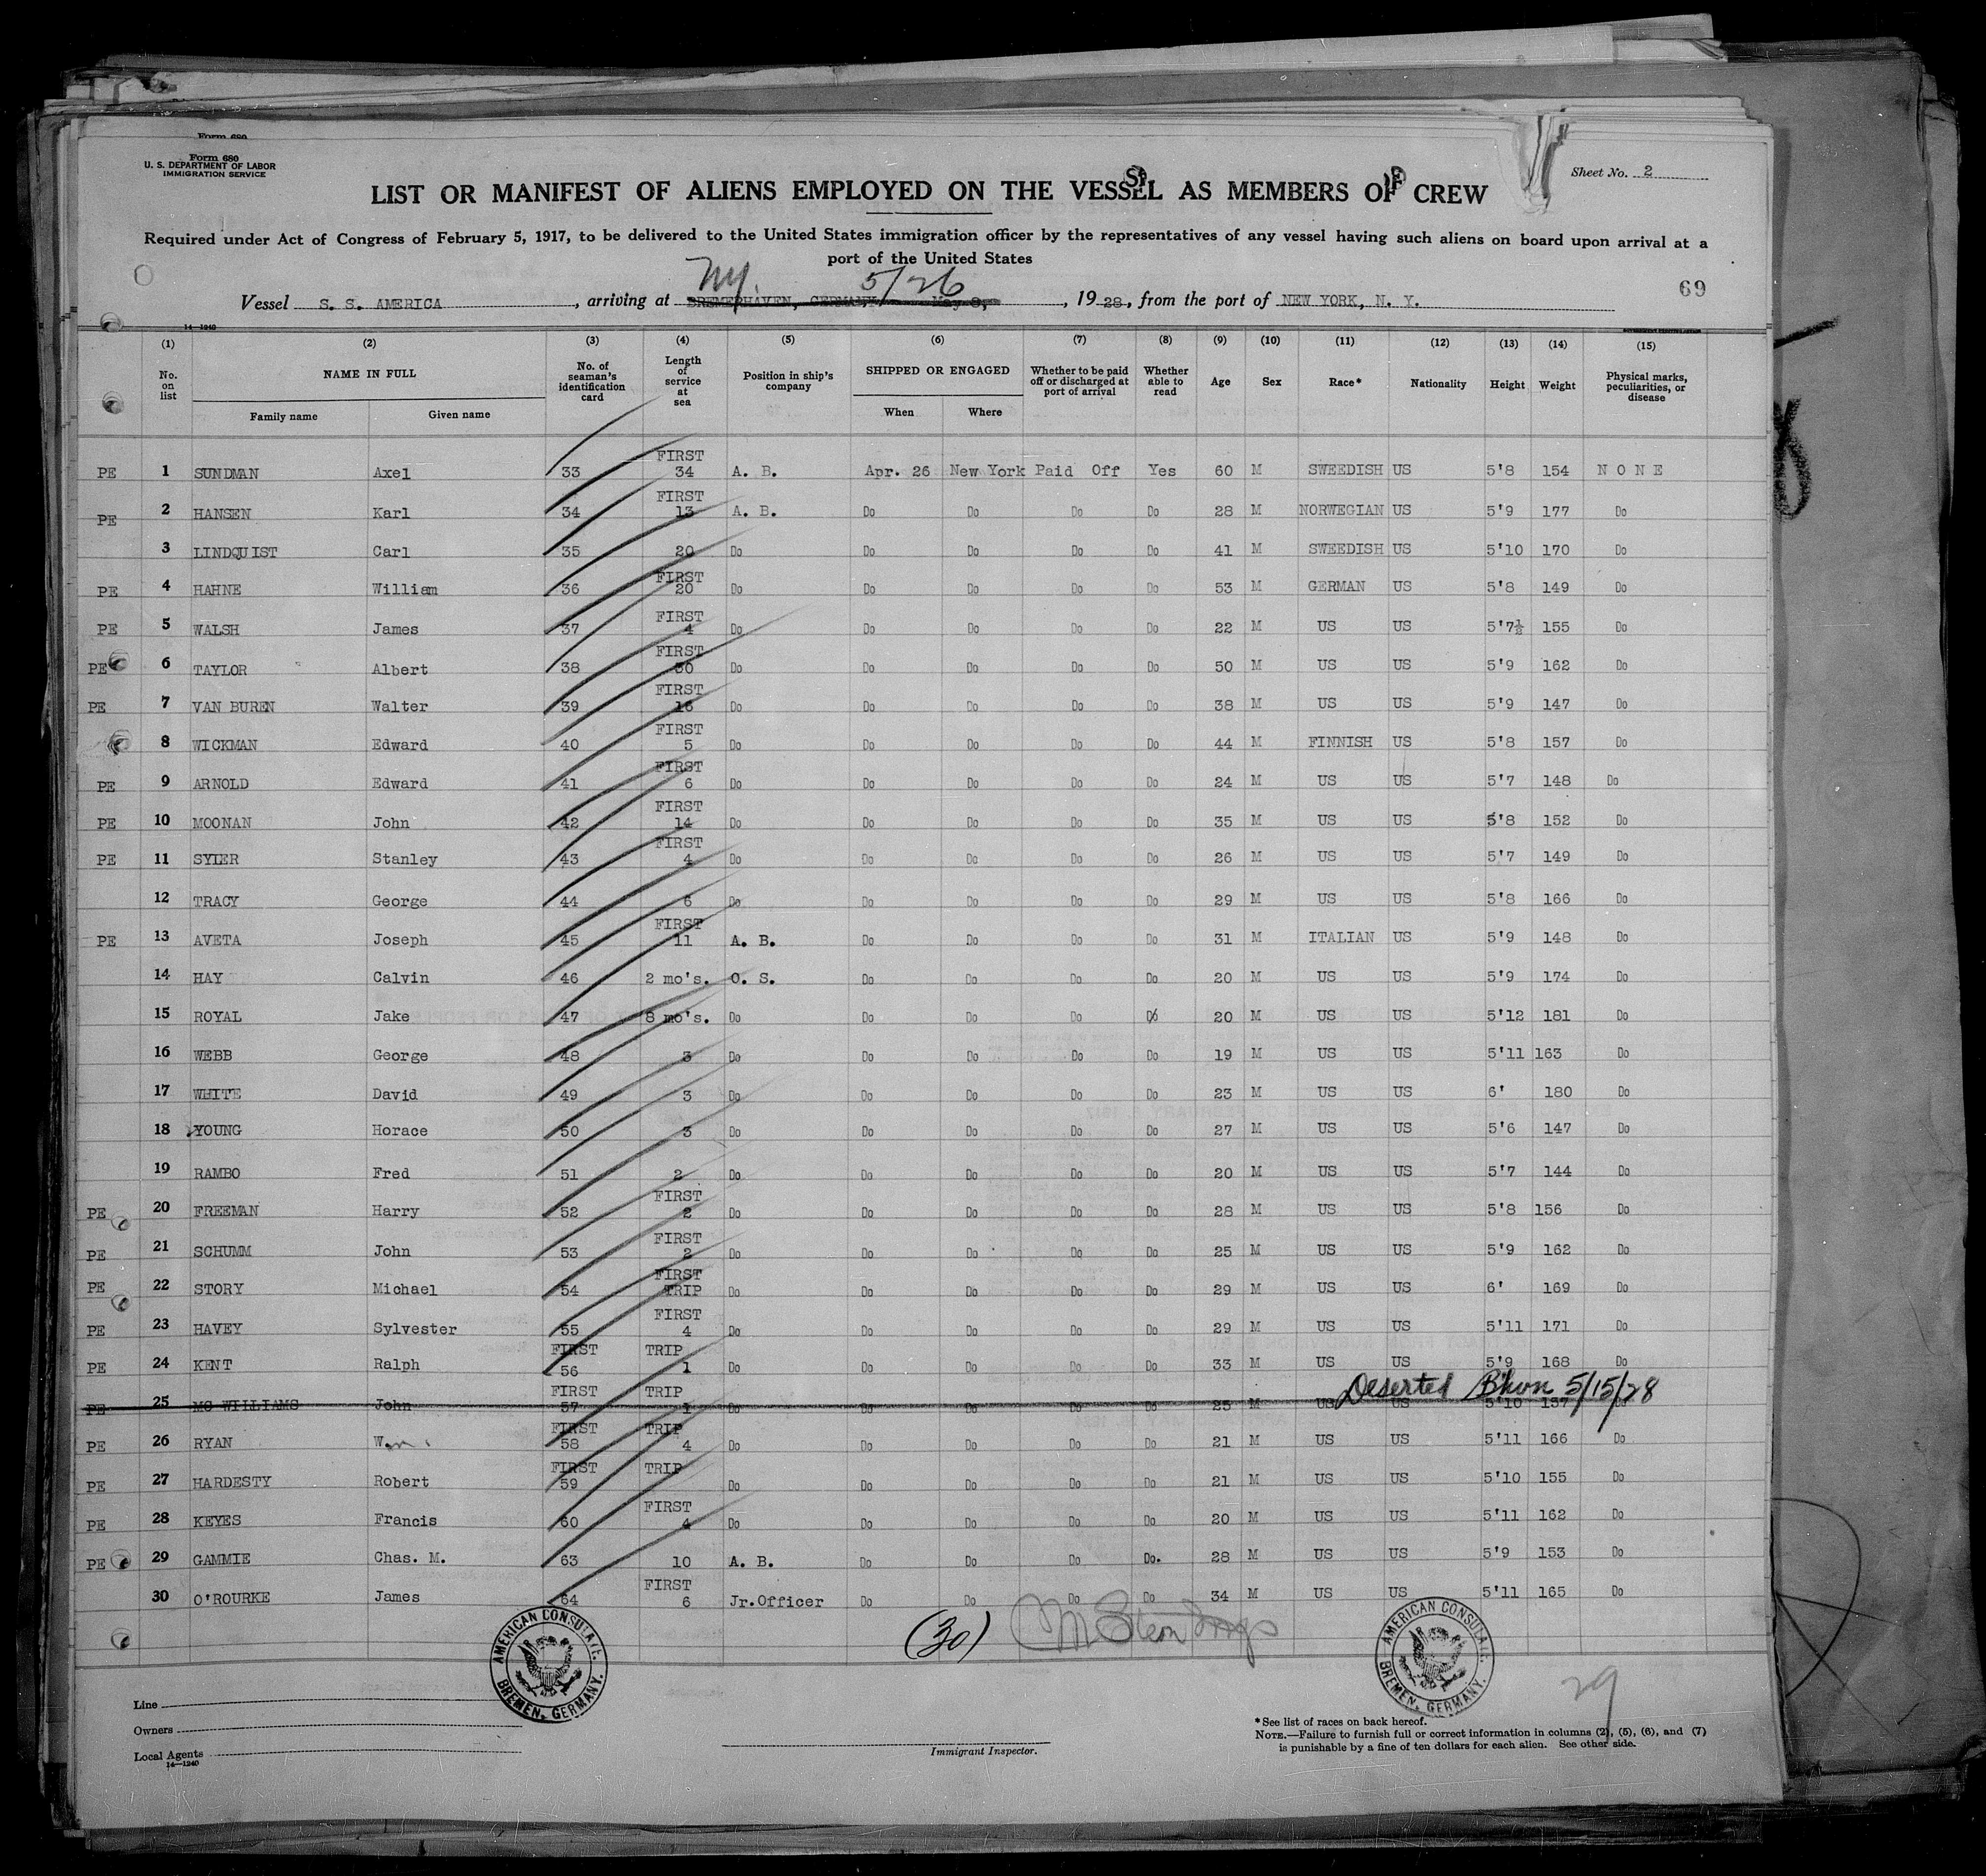 Form 680
Form 680
U. S. DEPARTMENT OF LABOR
IMMIGRATION SERVICE
Sheet No. 2
LIST OR MANIFEST OF ALIENS EMPLOYED ON THE VESSEL AS MEMBERS OF CREW
Required under Act of Congress of February 5, 1917, to be delivered to the United States immigration officer by the representatives of any vessel having such aliens on board upon arrival at a
port of the United States
NY. 5/26
69
Vessel S. S. AMERICA, arriving at BREMERHAVEN, GERMANY May 8, 1928, from the port of NEW YORK, N. Y.
14—1240
(1) (2) (3) (4) (5) (6) (7) (8) (9) (10) (11) (12) (13) (14) (15)
No. on list NAME IN FULL Family name Given name No. of seaman's identification card Length of service at sea Position in ship's company SHIPPED OR ENGAGED When Where Whether to be paid off or discharged at port of arrival Whether able to read Age Sex Race* Nationality Height Weight Physical marks, peculiarities, or disease
PE 1 SUNDMAN Axel 33 FIRST 34 A. B. Apr. 26 New York Paid Off Yes 60 M SWEEDISH US 5'8 154 N O N E
PE 2 HANSEN Karl 34 FIRST 13 A. B. Do Do Do Do 28 M NORWEGIAN US 5'9 177 Do
3 LINDQUIST Carl 35 20 Do Do Do Do Do 41 M SWEEDISH US 5'10 170 Do
PE 4 HAHNE William 36 FIRST 20 Do Do Do Do Do 53 M GERMAN US 5'8 149 Do
PE 5 WALSH James 37 FIRST 4 Do Do Do Do Do 22 M US US 5'7½ 155 Do
PE 6 TAYLOR Albert 38 FIRST 30 Do Do Do Do Do 50 M US US 5'9 162 Do
PE 7 VAN BUREN Walter 39 FIRST 16 Do Do Do Do Do 38 M US US 5'9 147 Do
8 WICKMAN Edward 40 FIRST 5 Do Do Do Do Do 44 M FINNISH US 5'8 157 Do
PE 9 ARNOLD Edward 41 FIRST 6 Do Do Do Do Do 24 M US US 5'7 148 Do
PE 10 MOONAN John 42 FIRST 14 Do Do Do Do Do 35 M US US 5'8 152 Do
PE 11 SYIER Stanley 43 FIRST 4 Do Do Do Do Do 26 M US US 5'7 149 Do
12 TRACY George 44 6 Do Do Do Do Do 29 M US US 5'8 166 Do
PE 13 AVETA Joseph 45 FIRST 11 A. B. Do Do Do Do 31 M ITALIAN US 5'9 148 Do
14 HAY Calvin 46 2 mo's. O. S. Do Do Do Do 20 M US US 5'9 174 Do
15 ROYAL Jake 47 8 mo's. Do Do Do Do Do 20 M US US 5'12 181 Do
16 WEBB George 48 3 Do Do Do Do Do 19 M US US 5'11 163 Do
17 WHITE David 49 3 Do Do Do Do Do 23 M US US 6' 180 Do
18 YOUNG Horace 50 3 Do Do Do Do Do 27 M US US 5'6 147 Do
19 RAMBO Fred 51 2 Do Do Do Do Do 20 M US US 5'7 144 Do
PE 20 FREEMAN Harry 52 FIRST 2 Do Do Do Do Do 28 M US US 5'8 156 Do
PE 21 SCHUMM John 53 FIRST 2 Do Do Do Do Do 25 M US US 5'9 162 Do
PE 22 STORY Michael 54 FIRST TRIP Do Do Do Do Do 29 M US US 6' 169 Do
PE 23 HAVEY Sylvester 55 FIRST 4 Do Do Do Do Do 29 M US US 5'11 171 Do
PE 24 KENT Ralph FIRST 56 TRIP 1 Do Do Do Do Do 33 M US US 5'9 168 Do
Deserted Bhvn 5/15/28
PE 25 MC WILLIAMS John FIRST 57 TRIP 1 Do Do Do Do Do 25 M US US 5'10 157 Do
PE 26 RYAN Wm. FIRST 58 TRIP 4 Do Do Do Do Do 21 M US US 5'11 166 Do
PE 27 HARDESTY Robert FIRST 59 TRIP Do Do Do Do Do 21 M US US 5'10 155 Do
PE 28 KEYES Francis 60 FIRST 4 Do Do Do Do Do 20 M US US 5'11 162 Do
PE 29 GAMMIE Chas. M. 63 10 A. B. Do Do Do Do. 28 M US US 5'9 153 Do
30 O'ROURKE James 64 FIRST 6 Jr.Officer Do Do Do Do 34 M US US 5'11 165 Do
(30)
AMERICAN CONSULATE. BREMEN, GERMANY.
AMERICAN CONSULATE. BREMEN, GERMANY.
29
Line
Owners
Local Agents
14—1240
Immigrant Inspector.
*See list of races on back hereof.
NOTE.—Failure to furnish full or correct information in columns (2), (5), (6), and (7)
is punishable by a fine of ten dollars for each alien. See other side.